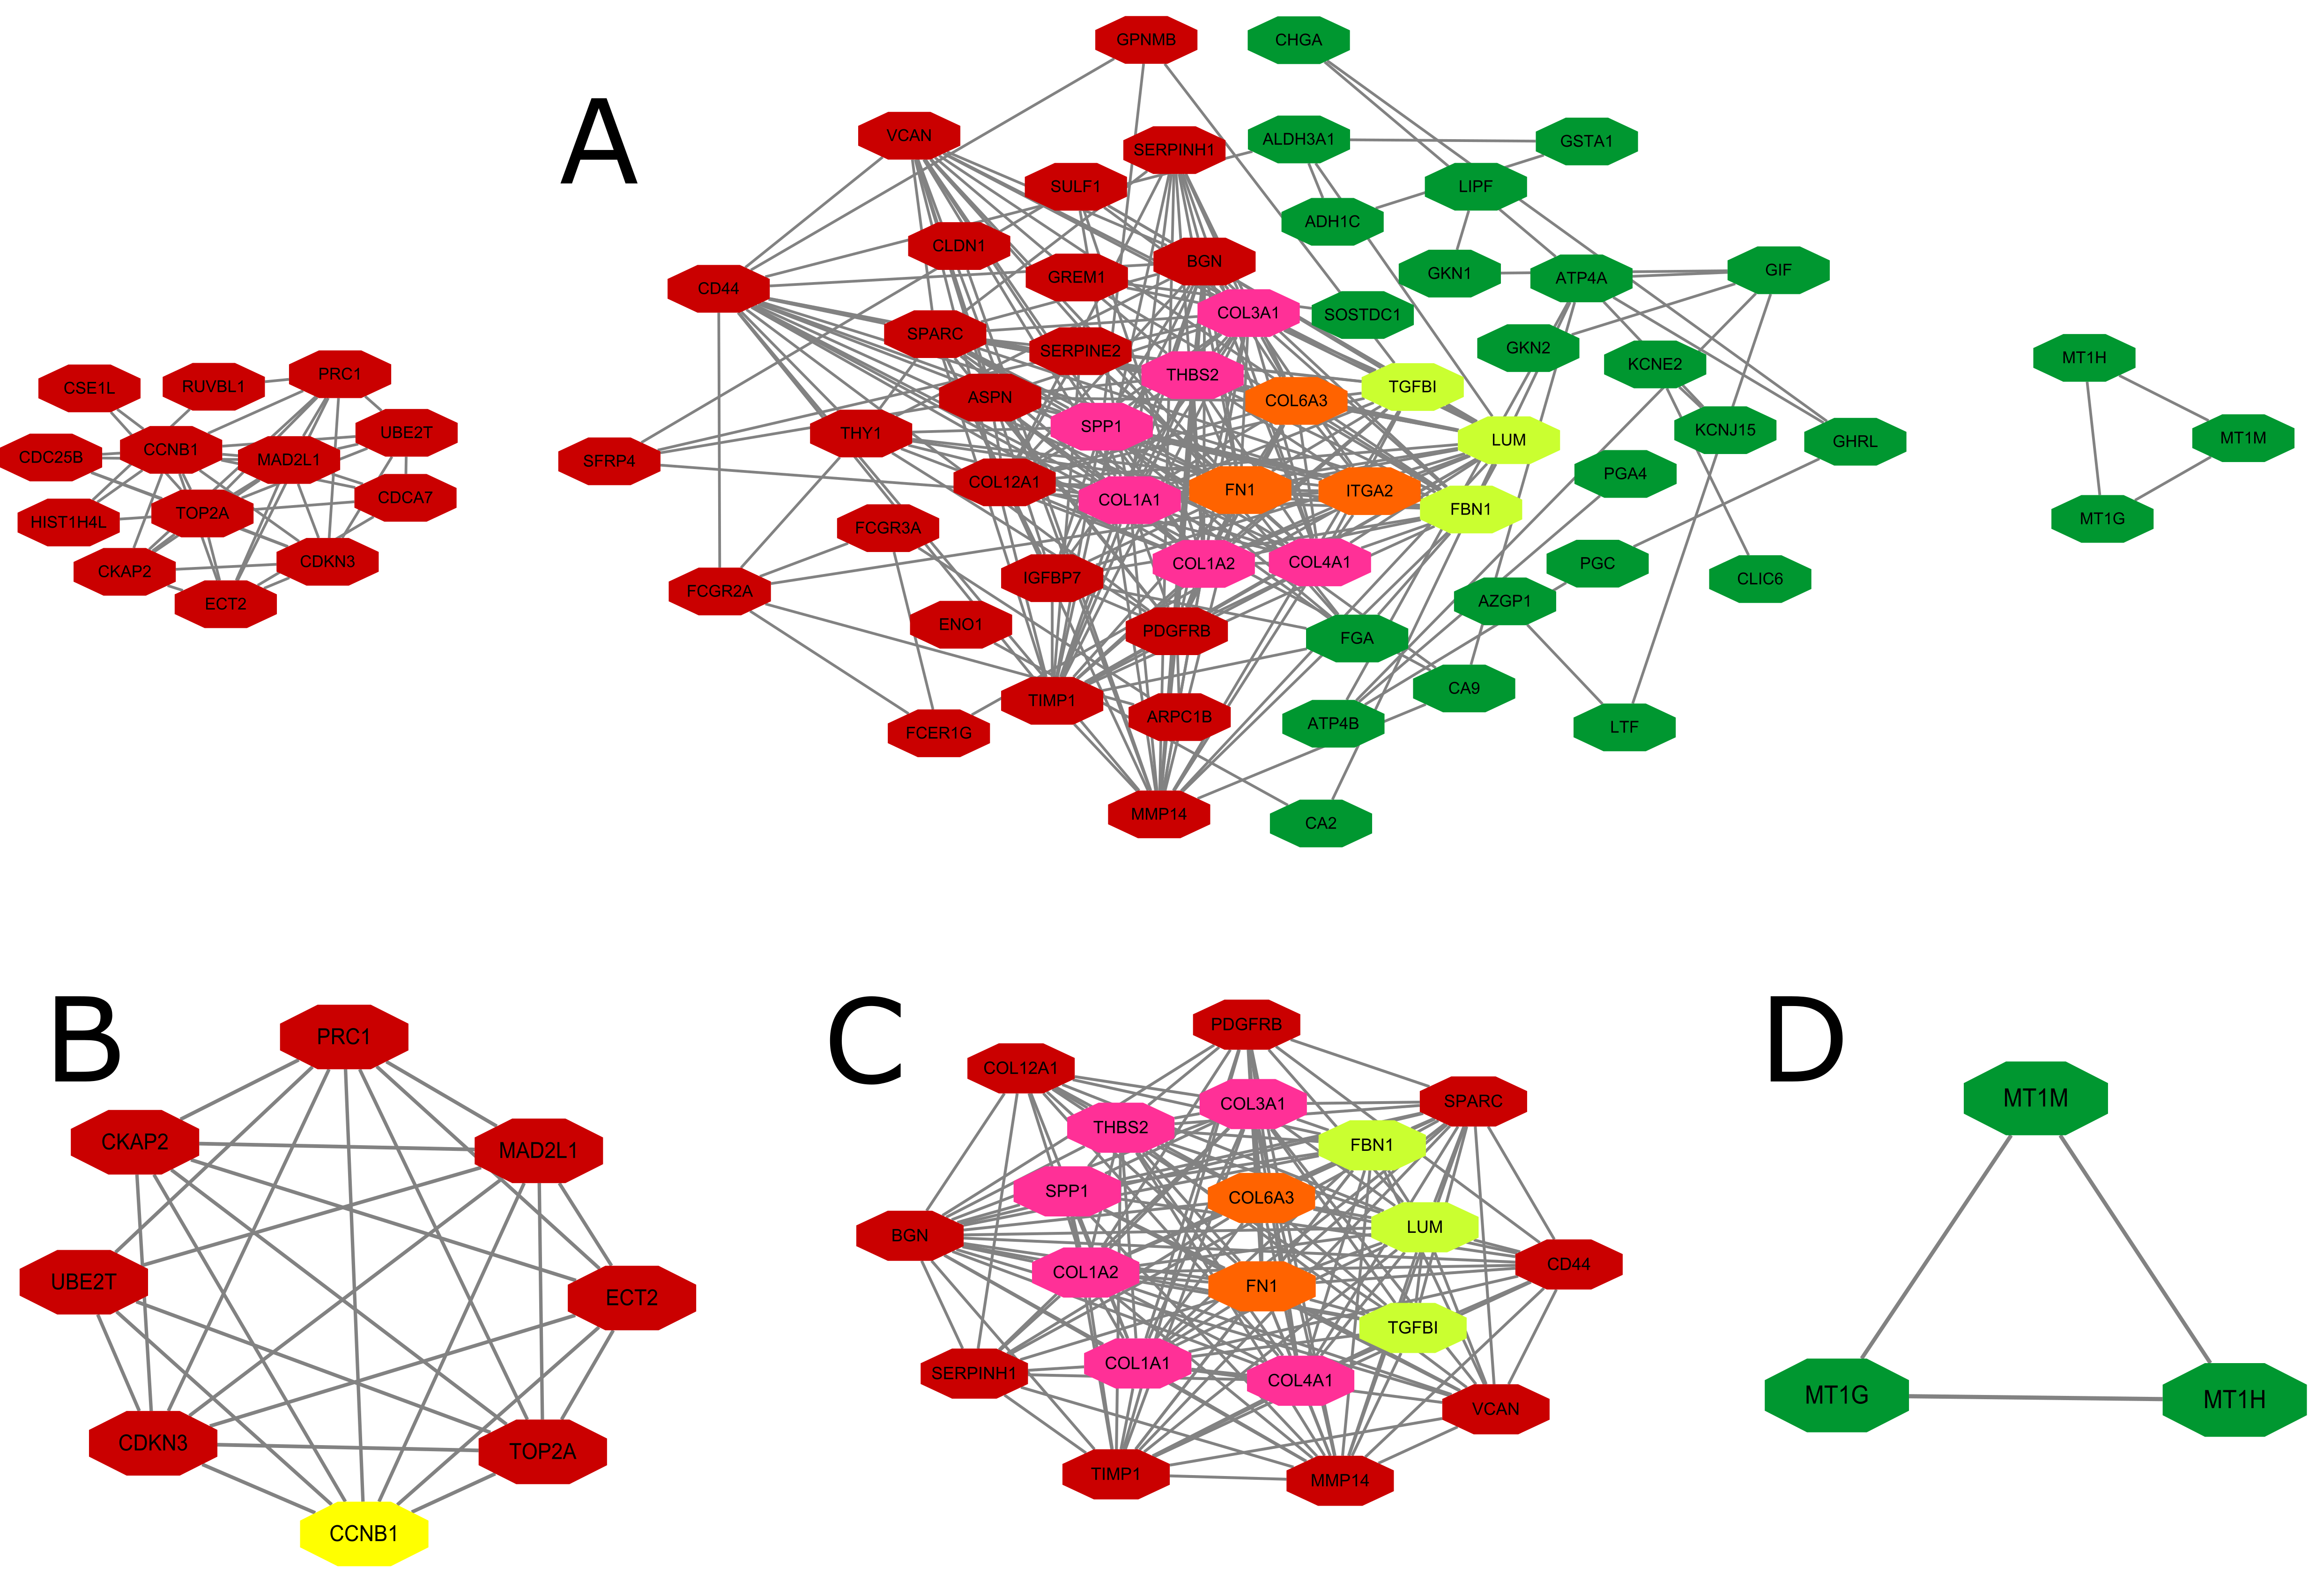 A
GPNMB
CHGA
VCAN
SERPINH1
ALDH3A1
GSTA1
SULF1
LIPF
ADH1C
CLDN1
BGN
GREM1
GKN1
ATP4A
GIF
CD44
COL3A1
SOSTDC1
SPARC
SERPINE2
GKN2
KCNE2
THBS2
TGFBI
ASPN
COL6A3
SPP1
THY1
LUM
KCNJ15
GHRL
SFRP4
COL12A1
FN1
ITGA2
PGA4
COL1A1
FBN1
FCGR3A
COL1A2
COL4A1
PGC
CLIC6
IGFBP7
FCGR2A
AZGP1
ENO1
PDGFRB
FGA
TIMP1
CA9
ARPC1B
ATP4B
LTF
FCER1G
MMP14
CA2
CSE1L
RUVBL1
PRC1
UBE2T
CCNB1
MAD2L1
CDC25B
CDCA7
TOP2A
HIST1H4L
CDKN3
CKAP2
ECT2
MT1H
MT1M
MT1G
B
PRC1
CKAP2
MAD2L1
UBE2T
ECT2
CDKN3
TOP2A
CCNB1
C
PDGFRB
COL12A1
COL3A1
SPARC
THBS2
FBN1
SPP1
COL6A3
LUM
BGN
COL1A2
CD44
FN1
TGFBI
COL1A1
SERPINH1
COL4A1
VCAN
TIMP1
MMP14
D
MT1M
MT1G
MT1H